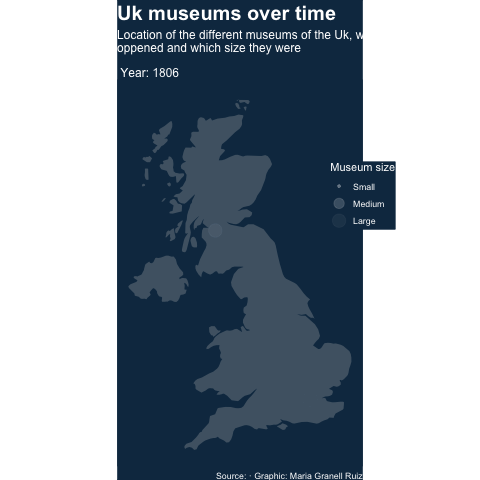 Uk museums over time
Location of the different museums of the Uk, w
oppened and which size they were
Year: 1806
Museum size
Small
Medium
Large
Source: · Graphic: Maria Granell Ruiz